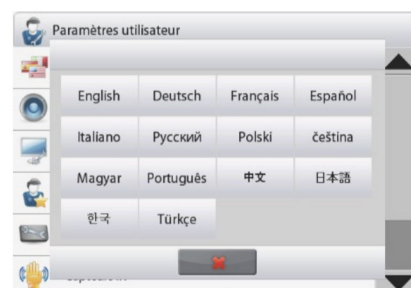 Paramètres utilisateur
English Deutsch Français Español
Italiano Русский Polski čeština
Magyar Português 中文 日本語
한국 Türkçe